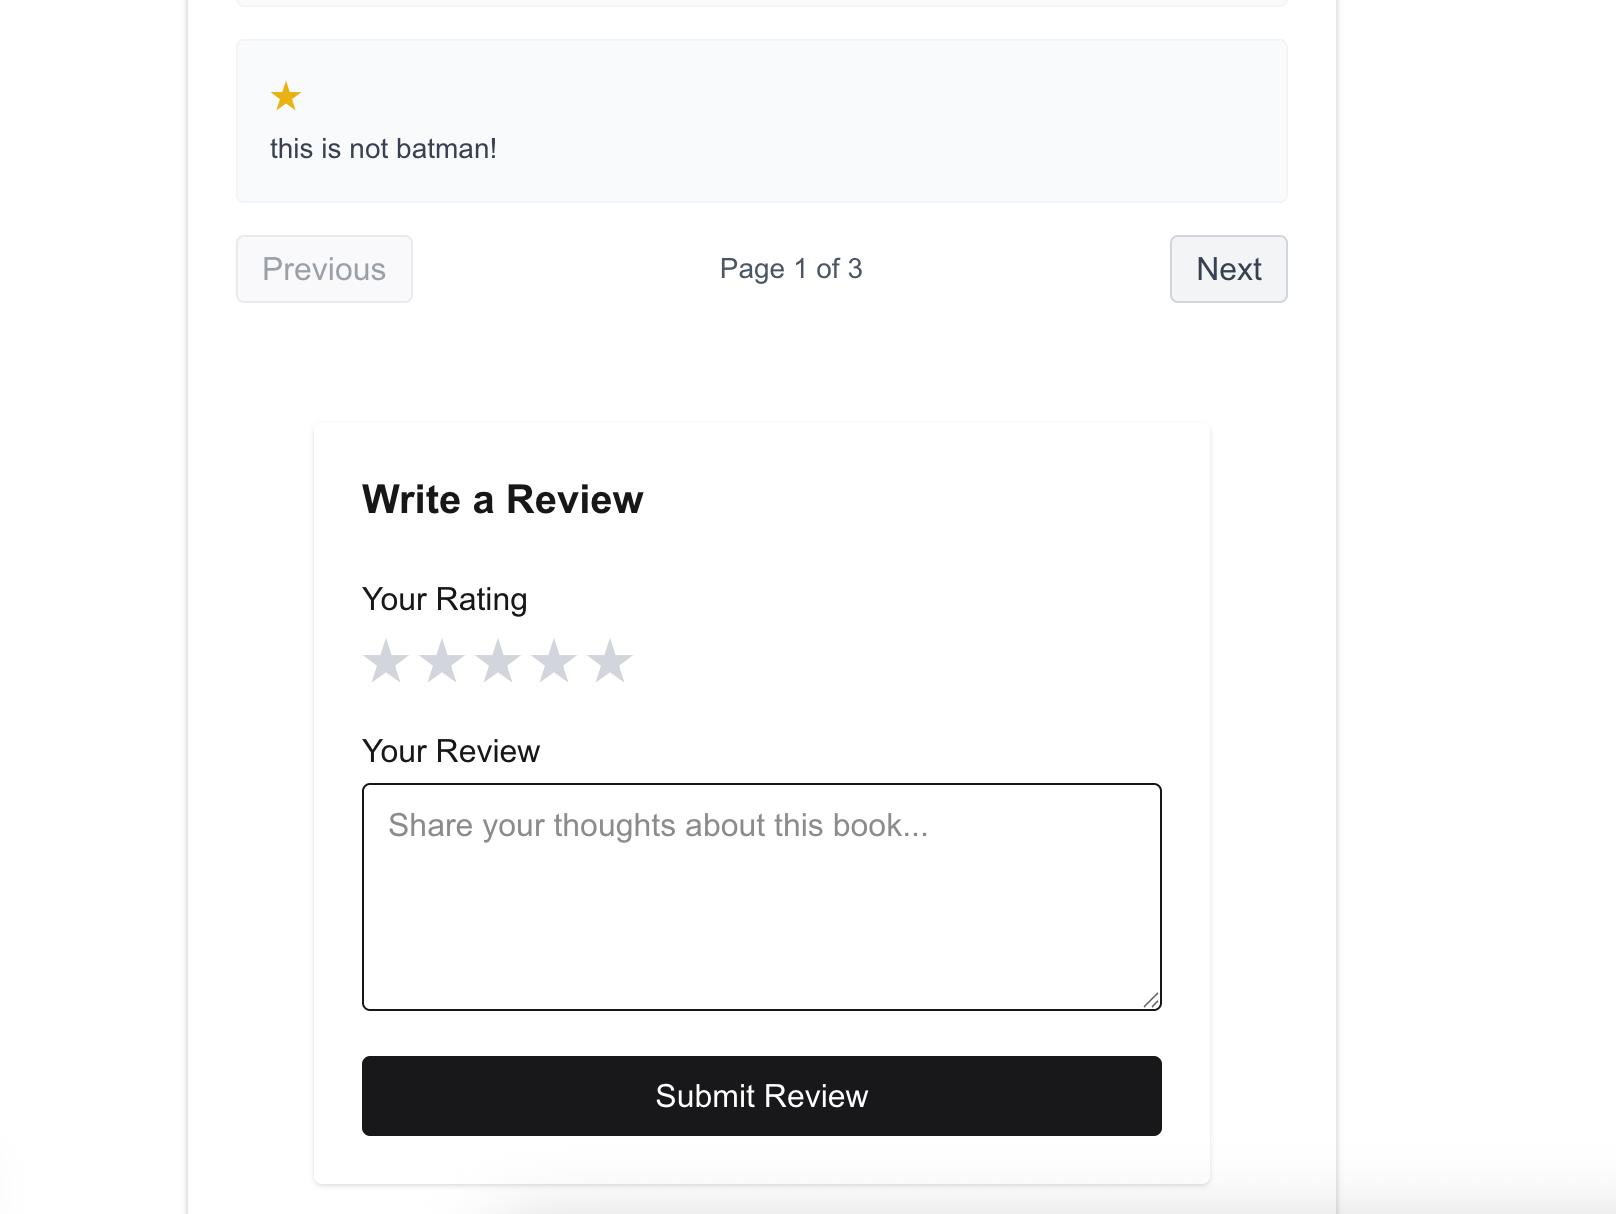 this is not batman!
Previous
Page 1 of 3
Next
Write a Review
Your Rating
Your Review
Share your thoughts about this book...
Submit Review